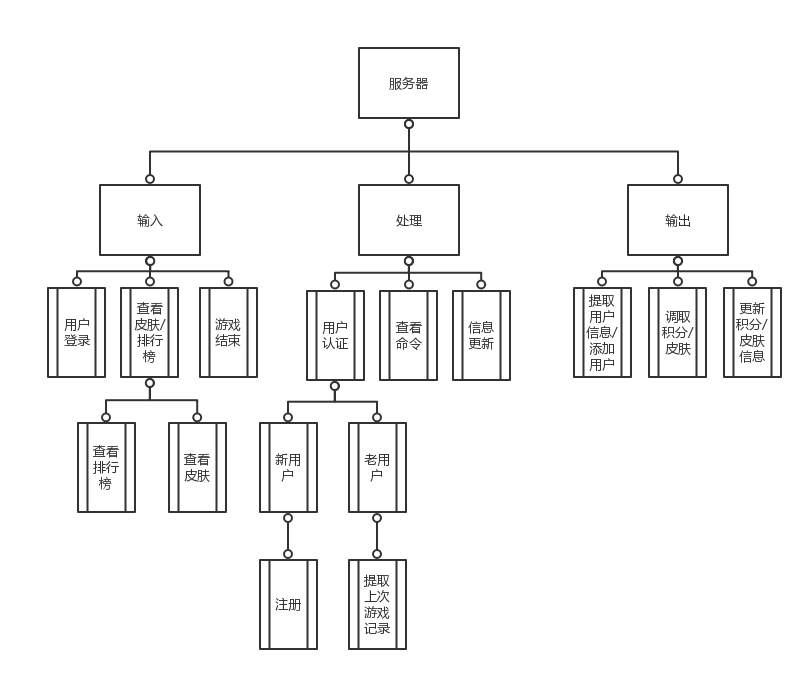 服务器
输入
处理
输出
用户
登录
查看
皮肤/
排行
榜
游戏
结束
用户
认证
查看
命令
信息
更新
提取
用户
信息/
添加
用户
调取
积分/
皮肤
更新
积分/
皮肤
信息
查看
排行
榜
查看
皮肤
新用
户
老用
户
注册
提取
上次
游戏
记录